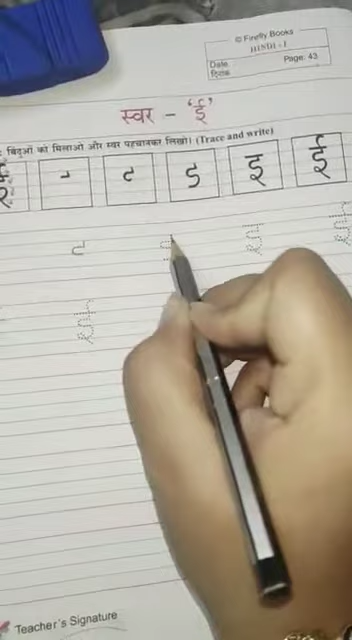 © Firefly Books
HINDI - I
Date
दिनांक
Page: 43
स्वर - 'ई'
बिंदुओं को मिलाओ और स्वर पहचानकर लिखो। (Trace and write)
ड इ ई
इ ई
ई
Teacher's Signature